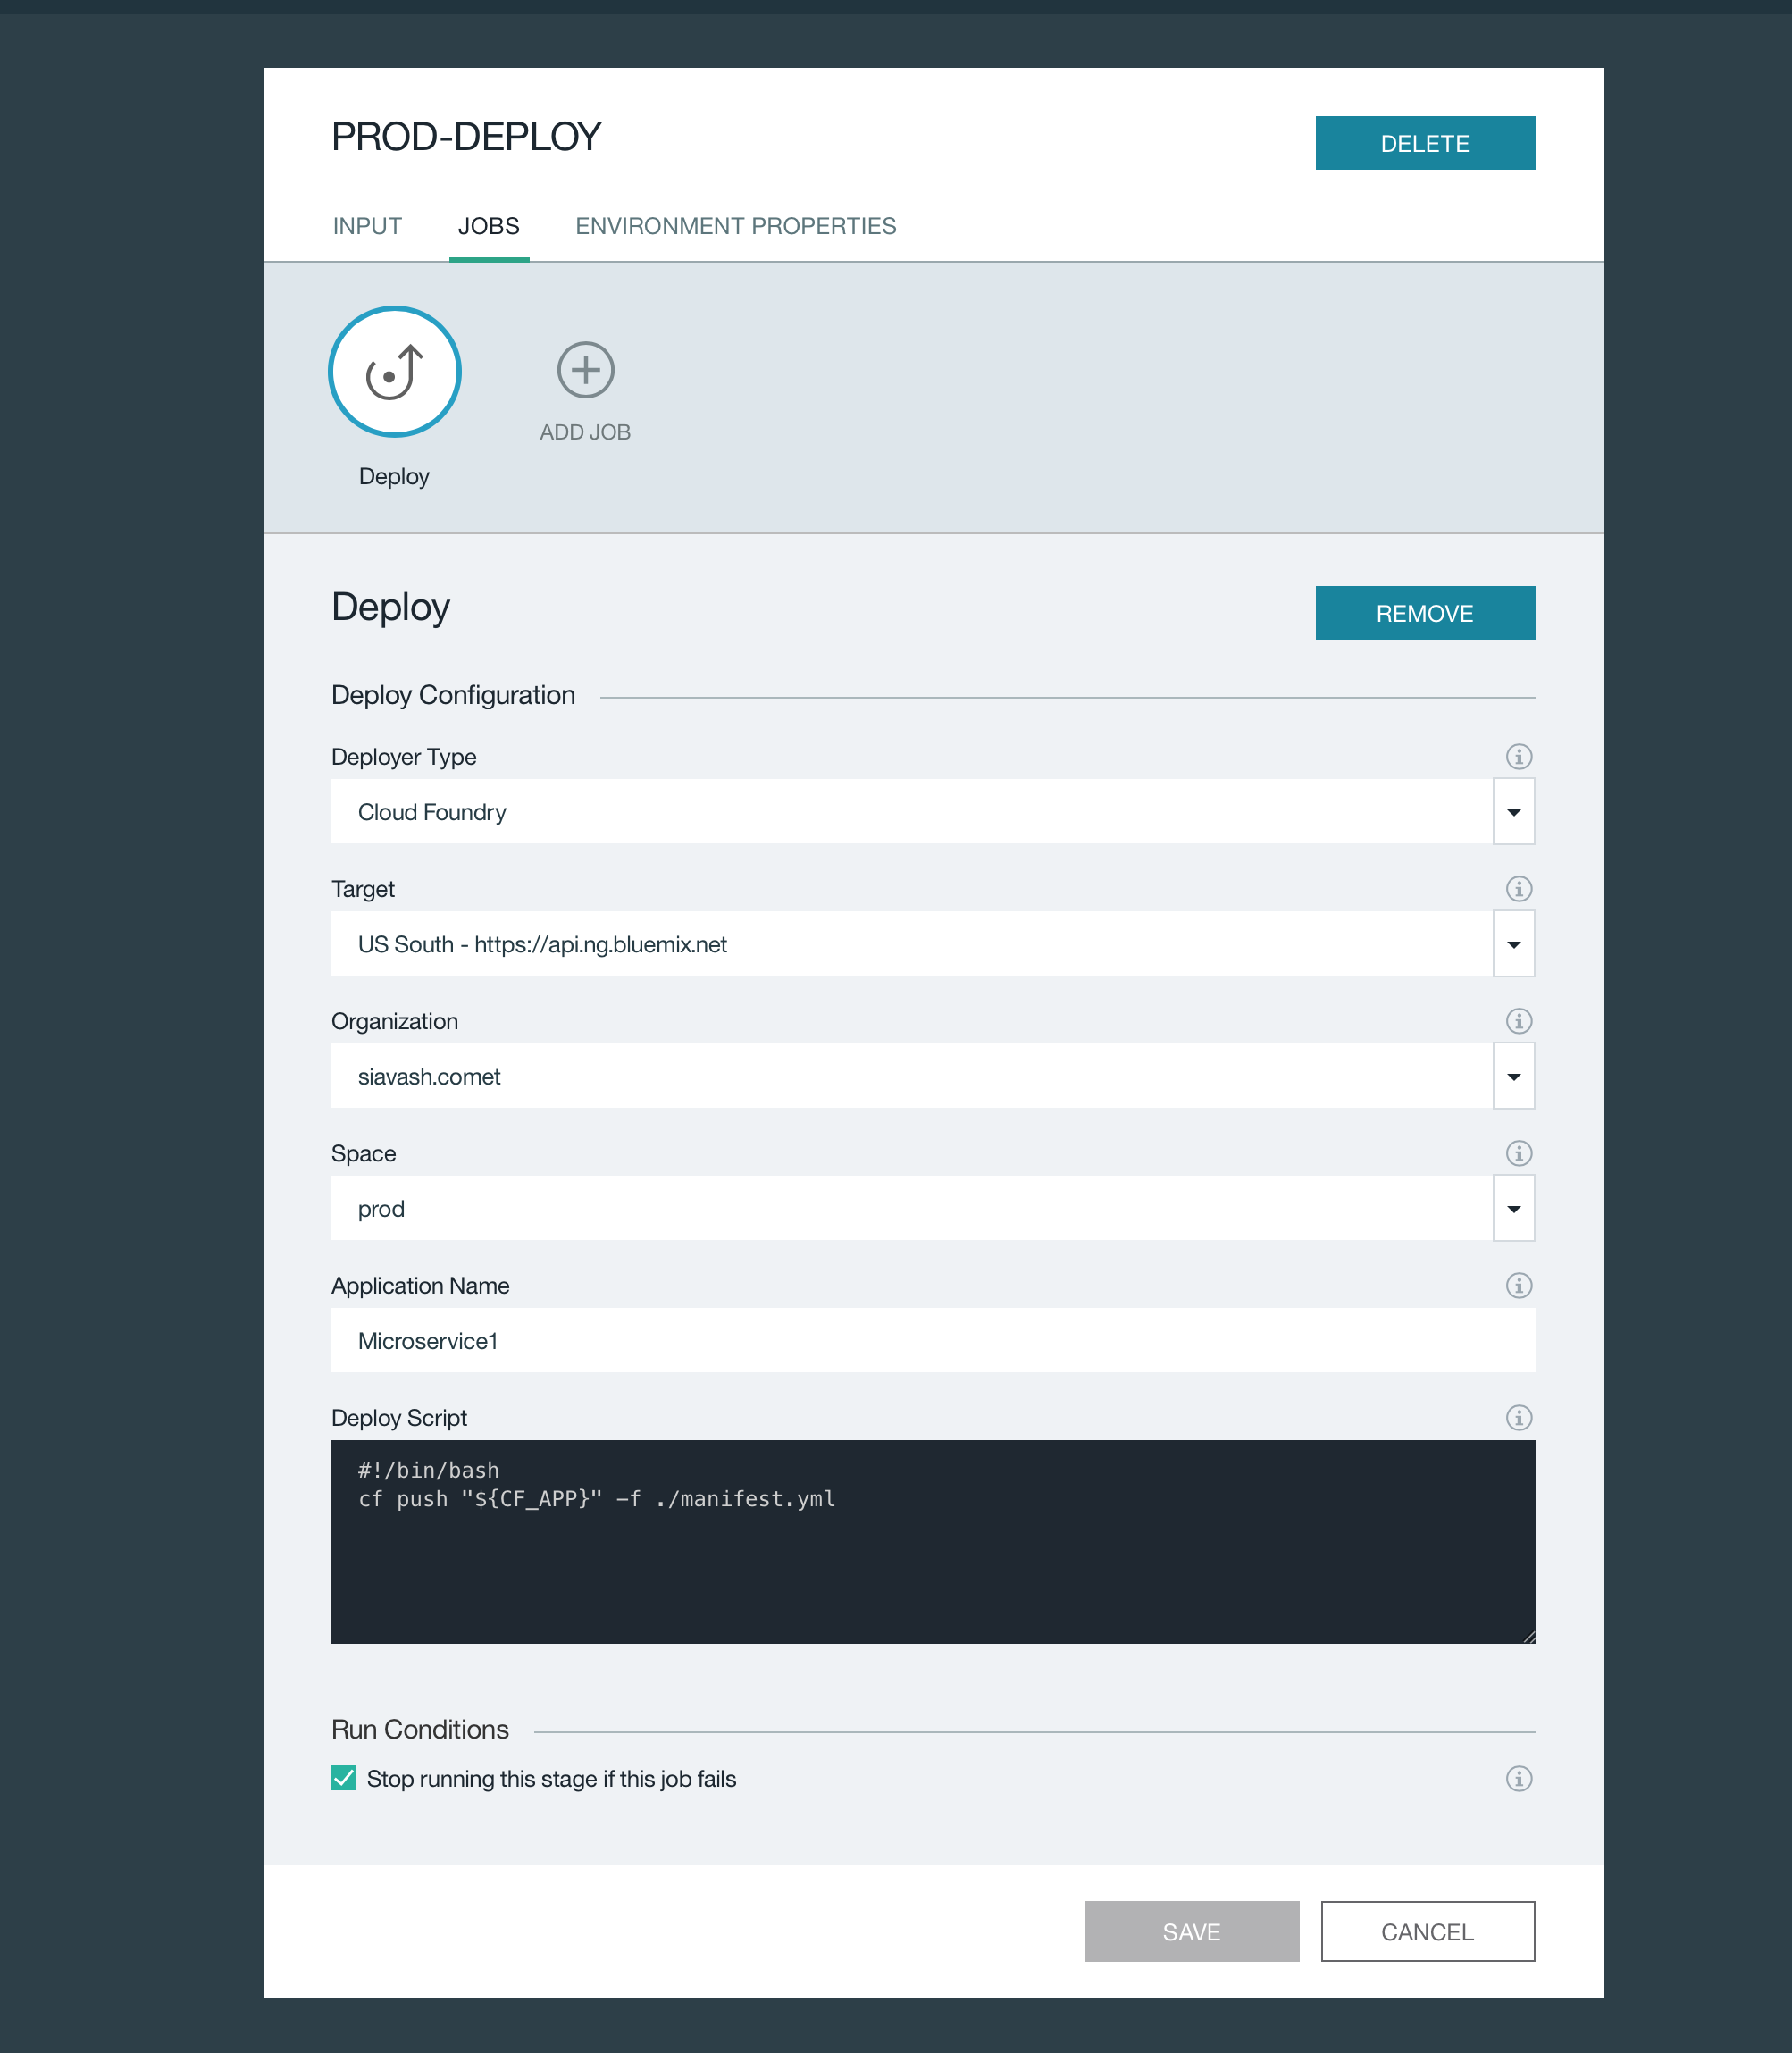 PROD-DEPLOY
DELETE
INPUT
JOBS
ENVIRONMENT PROPERTIES
Deploy
ADD JOB
Deploy
REMOVE
Deploy Configuration
Deployer Type
Cloud Foundry
Target
US South - https://api.ng.bluemix.net
Organization
siavash.comet
Space
prod
Application Name
Microservice1
Deploy Script
#!/bin/bash
cf push "${CF_APP}" -f ./manifest.yml
Run Conditions
Stop running this stage if this job fails
SAVE
CANCEL